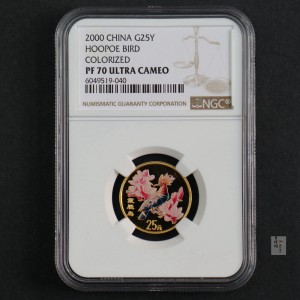 2000 CHINA G25Y
HOOPOE BIRD
COLORIZED
PF 70 ULTRA CAMEO
6049519-040
NUMISMATIC GUARANTY CORPORATION
NGC
25元